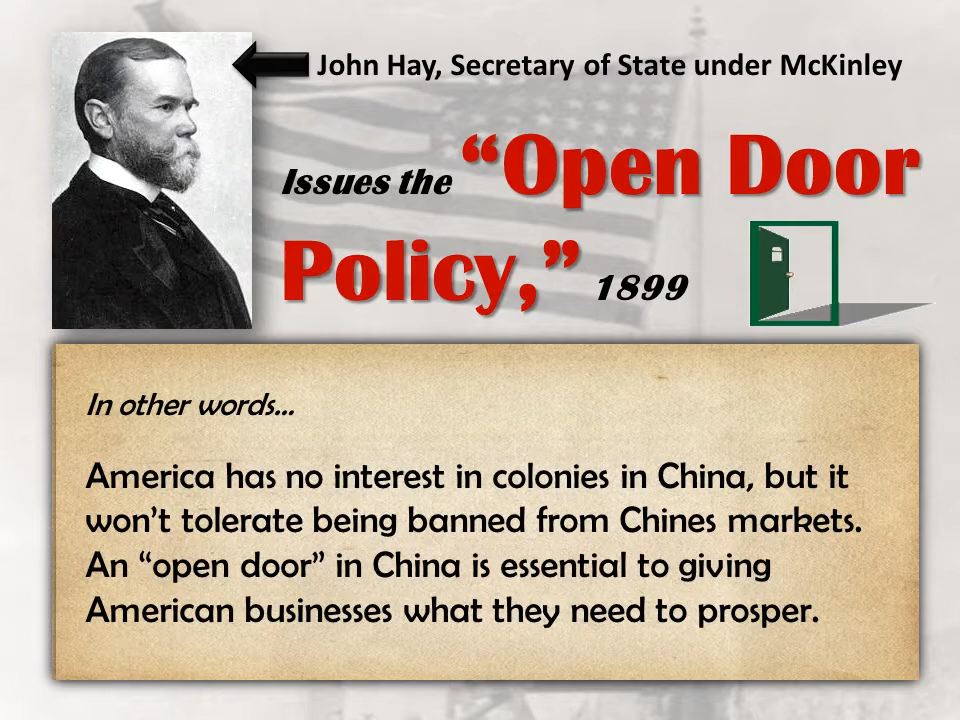 John Hay, Secretary of State under McKinley
Issues the “Open Door
Policy,” 1899
In other words...
America has no interest in colonies in China, but it
won’t tolerate being banned from Chines markets.
An “open door” in China is essential to giving
American businesses what they need to prosper.